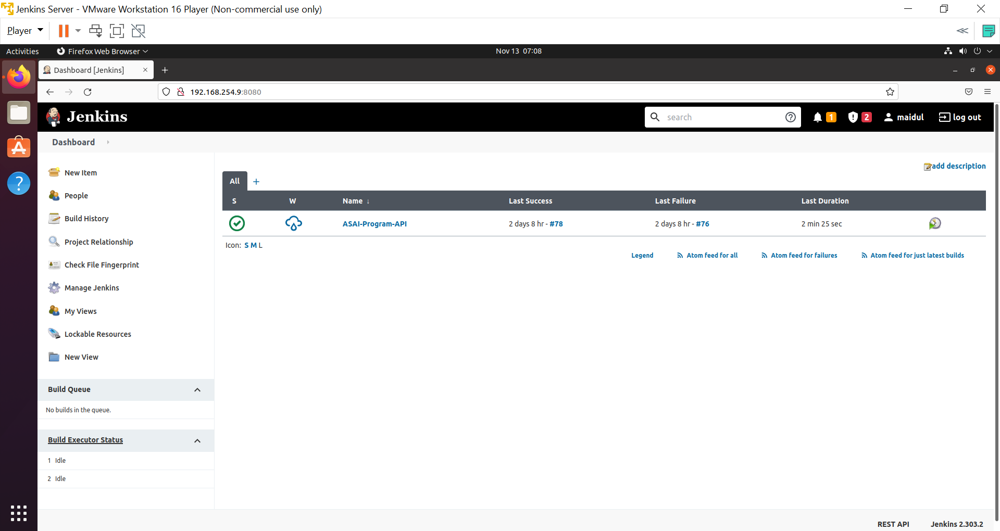 Jenkins Server - VMware Workstation 16 Player (Non-commercial use only)
Player
Activities Firefox Web Browser Nov 13 07:08
Dashboard [Jenkins]
192.168.254.9:8080
Jenkins search 1 2 maidul log out
Dashboard
add description
New Item
People
Build History
Project Relationship
Check File Fingerprint
Manage Jenkins
My Views
Lockable Resources
New View
Build Queue
No builds in the queue.
Build Executor Status
1 Idle
2 Idle
All +
S W Name ↓ Last Success Last Failure Last Duration
ASAI-Program-API 2 days 8 hr - #78 2 days 8 hr - #76 2 min 25 sec
Icon: S M L
Legend Atom feed for all Atom feed for failures Atom feed for just latest builds
REST API Jenkins 2.303.2